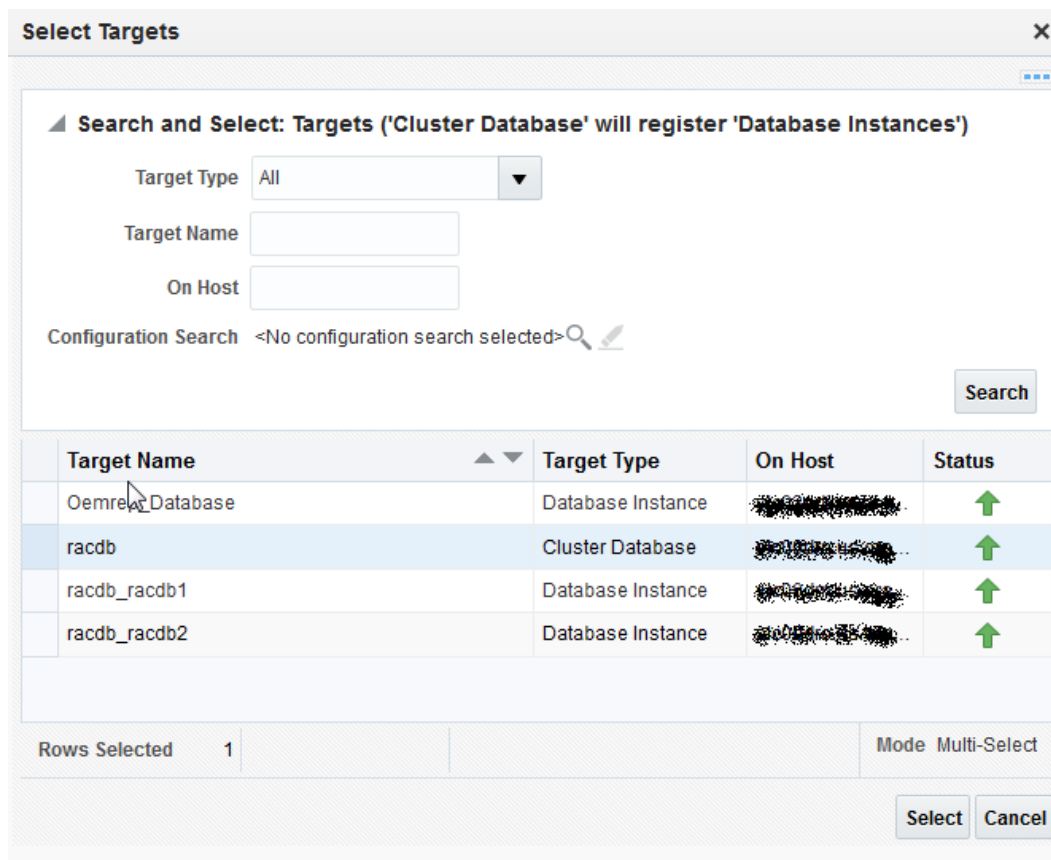 Select Targets
Search and Select: Targets ('Cluster Database' will register 'Database Instances')
Target Type All
Target Name
On Host
Configuration Search <No configuration search selected>
Search
Target Name Target Type On Host Status
Database Instance
racdb Cluster Database
racdb_racdb1 Database Instance
racdb_racdb2 Database Instance
Rows Selected 1 Mode Multi-Select
Select Cancel